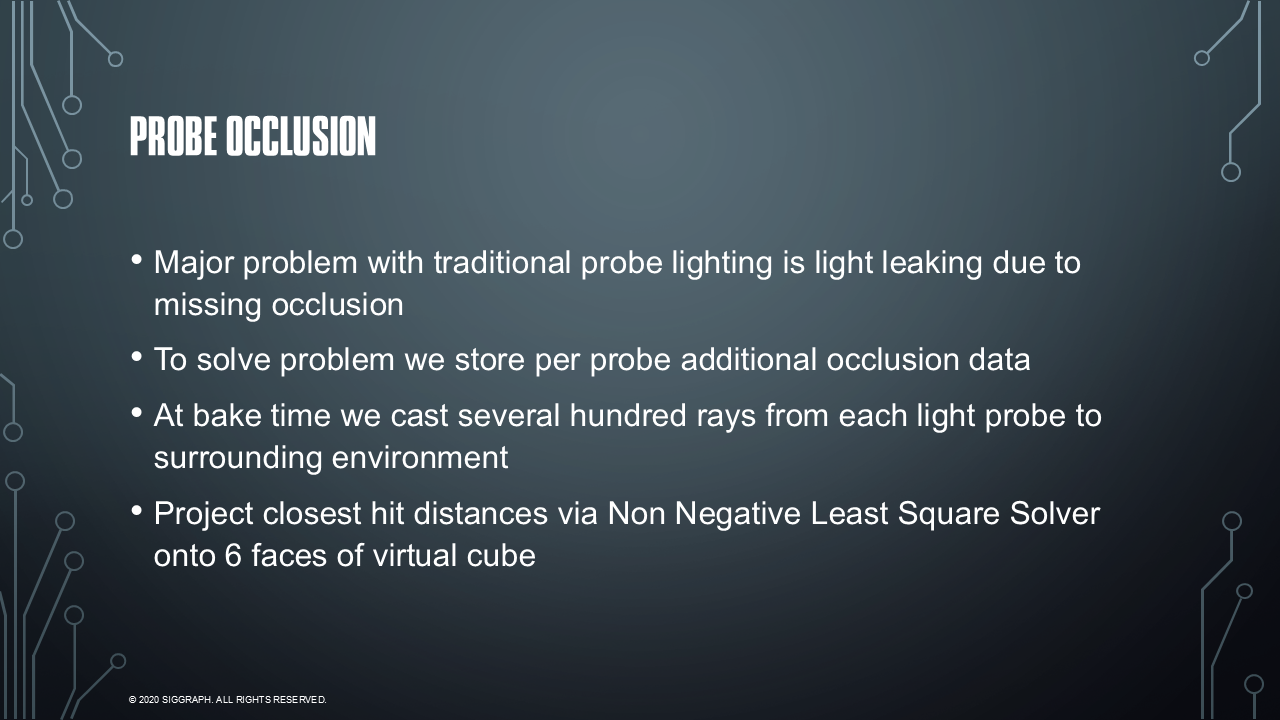 PROBE OCCLUSION
• Major problem with traditional probe lighting is light leaking due to
missing occlusion
• To solve problem we store per probe additional occlusion data
• At bake time we cast several hundred rays from each light probe to
surrounding environment
• Project closest hit distances via Non Negative Least Square Solver
onto 6 faces of virtual cube
© 2020 SIGGRAPH. ALL RIGHTS RESERVED.